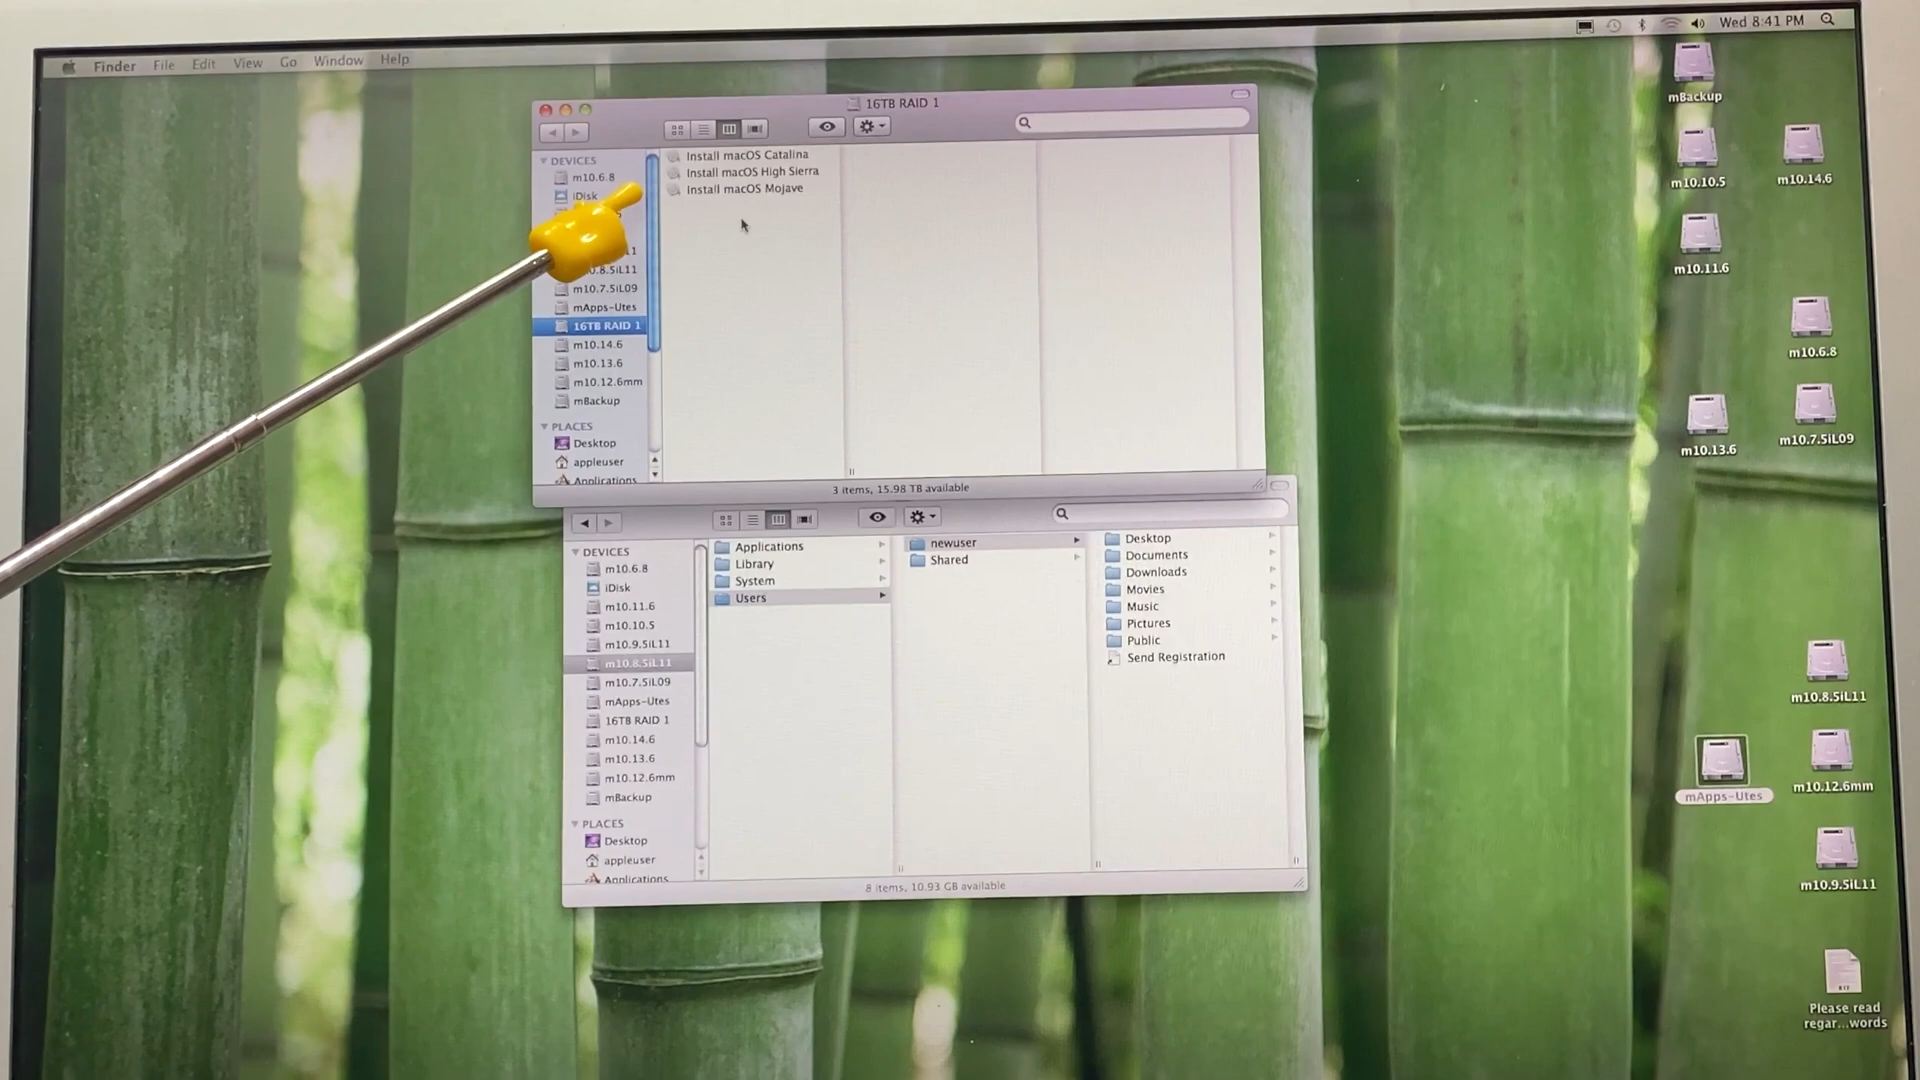 Finder File Edit View Go Window Help
Wed 8:41 PM
16TB RAID 1
DEVICES
m10.6.8
iDisk
m10.7.5iL09
mApps-Utes
16TB RAID 1
m10.14.6
m10.13.6
m10.12.6mm
mBackup
PLACES
Desktop
appleuser
Applications
Install macOS Catalina
Install macOS High Sierra
Install macOS Mojave
3 items, 15.98 TB available
DEVICES
m10.6.8
iDisk
m10.11.6
m10.10.5
m10.9.5iL11
m10.8.5iL11
m10.7.5iL09
mApps-Utes
16TB RAID 1
m10.14.6
m10.13.6
m10.12.6mm
mBackup
PLACES
Desktop
appleuser
Applications
Applications
Library
System
Users
newuser
Shared
Desktop
Documents
Downloads
Movies
Music
Pictures
Public
Send Registration
8 items, 10.93 GB available
mBackup
m10.10.5
m10.14.6
m10.11.6
m10.6.8
m10.13.6
m10.7.5iL09
m10.8.5iL11
mApps-Utes
m10.12.6mm
m10.9.5iL11
Please read
regar...words